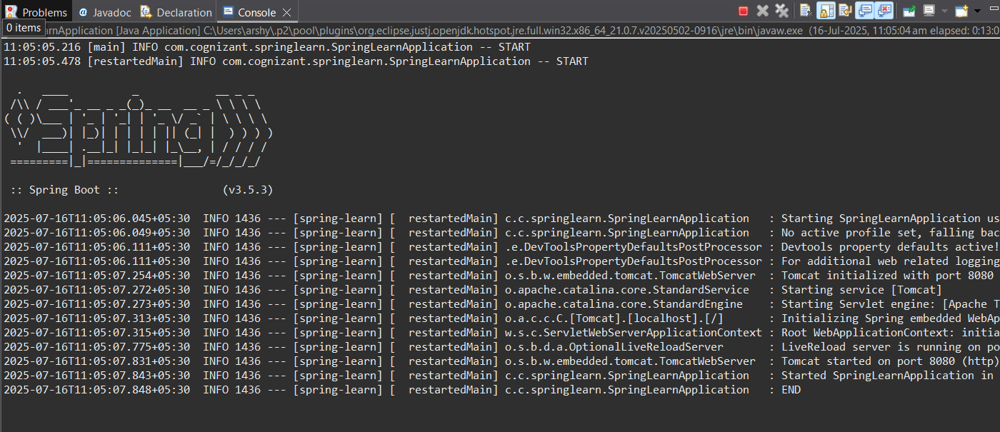 Problems Javadoc Declaration Console
0 items
arnApplication [Java Application] C:\Users\arshy\.p2\pool\plugins\org.eclipse.justj.openjdk.hotspot.jre.full.win32.x86_64_21.0.7.v20250502-0916\jre\bin\javaw.exe (16-Jul-2025, 11:05:04 am elapsed: 0:13:0
11:05:05.216 [main] INFO com.cognizant.springlearn.SpringLearnApplication -- START
11:05:05.478 [restartedMain] INFO com.cognizant.springlearn.SpringLearnApplication -- START
Spring
:: Spring Boot :: (v3.5.3)
2025-07-16T11:05:06.045+05:30 INFO 1436 --- [spring-learn] [ restartedMain] c.c.springlearn.SpringLearnApplication : Starting SpringLearnApplication us
2025-07-16T11:05:06.049+05:30 INFO 1436 --- [spring-learn] [ restartedMain] c.c.springlearn.SpringLearnApplication : No active profile set, falling bac
2025-07-16T11:05:06.111+05:30 INFO 1436 --- [spring-learn] [ restartedMain] .e.DevToolsPropertyDefaultsPostProcessor : Devtools property defaults active!
2025-07-16T11:05:06.111+05:30 INFO 1436 --- [spring-learn] [ restartedMain] .e.DevToolsPropertyDefaultsPostProcessor : For additional web related logging
2025-07-16T11:05:07.254+05:30 INFO 1436 --- [spring-learn] [ restartedMain] o.s.b.w.embedded.tomcat.TomcatWebServer : Tomcat initialized with port 8080
2025-07-16T11:05:07.272+05:30 INFO 1436 --- [spring-learn] [ restartedMain] o.apache.catalina.core.StandardService : Starting service [Tomcat]
2025-07-16T11:05:07.273+05:30 INFO 1436 --- [spring-learn] [ restartedMain] o.apache.catalina.core.StandardEngine : Starting Servlet engine: [Apache T
2025-07-16T11:05:07.313+05:30 INFO 1436 --- [spring-learn] [ restartedMain] o.a.c.c.C.[Tomcat].[localhost].[/] : Initializing Spring embedded WebAp
2025-07-16T11:05:07.315+05:30 INFO 1436 --- [spring-learn] [ restartedMain] w.s.c.ServletWebServerApplicationContext : Root WebApplicationContext: initia
2025-07-16T11:05:07.775+05:30 INFO 1436 --- [spring-learn] [ restartedMain] o.s.b.d.a.OptionalLiveReloadServer : LiveReload server is running on po
2025-07-16T11:05:07.831+05:30 INFO 1436 --- [spring-learn] [ restartedMain] o.s.b.w.embedded.tomcat.TomcatWebServer : Tomcat started on port 8080 (http)
2025-07-16T11:05:07.843+05:30 INFO 1436 --- [spring-learn] [ restartedMain] c.c.springlearn.SpringLearnApplication : Started SpringLearnApplication in
2025-07-16T11:05:07.848+05:30 INFO 1436 --- [spring-learn] [ restartedMain] c.c.springlearn.SpringLearnApplication : END